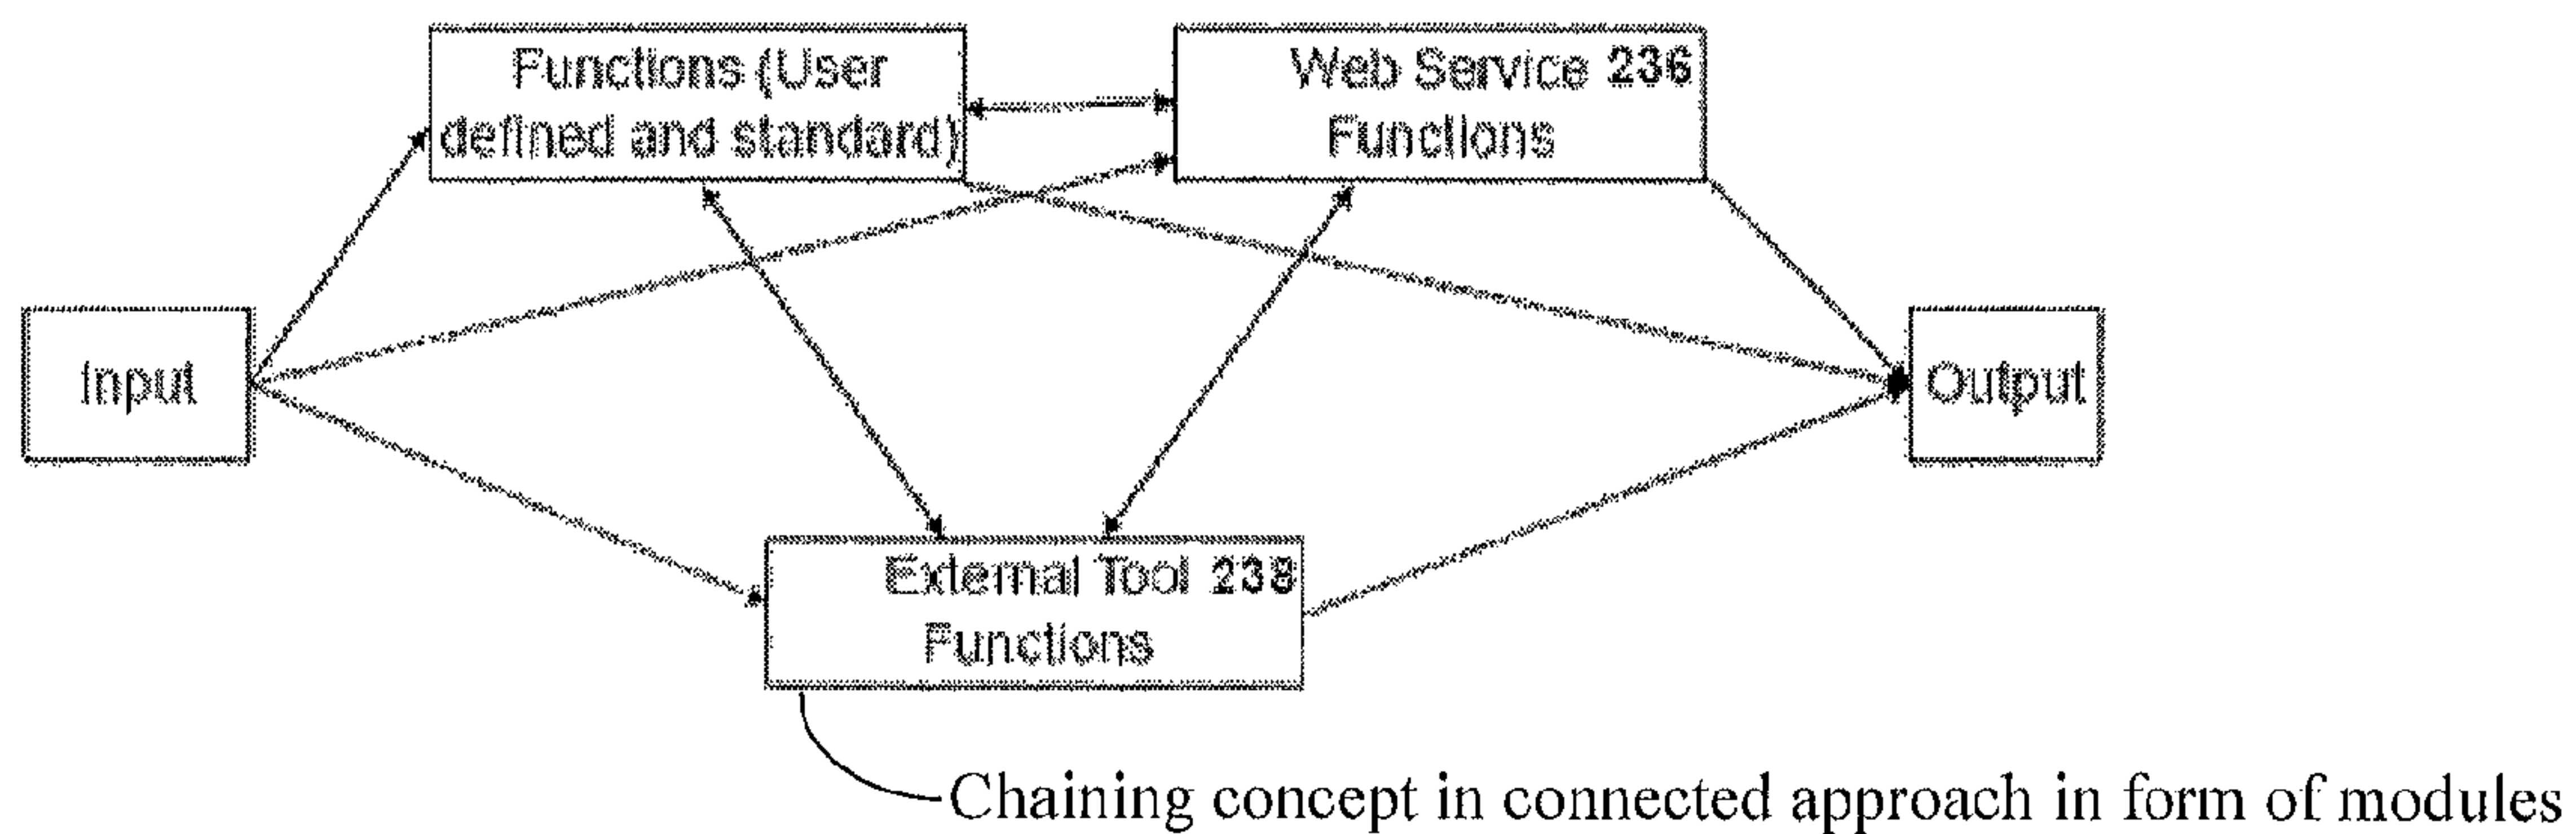 Functions (User
defined and standard)
Web Service 236
Functions
Input
Output
External Tool 238
Functions
Chaining concept in connected approach in form of modules